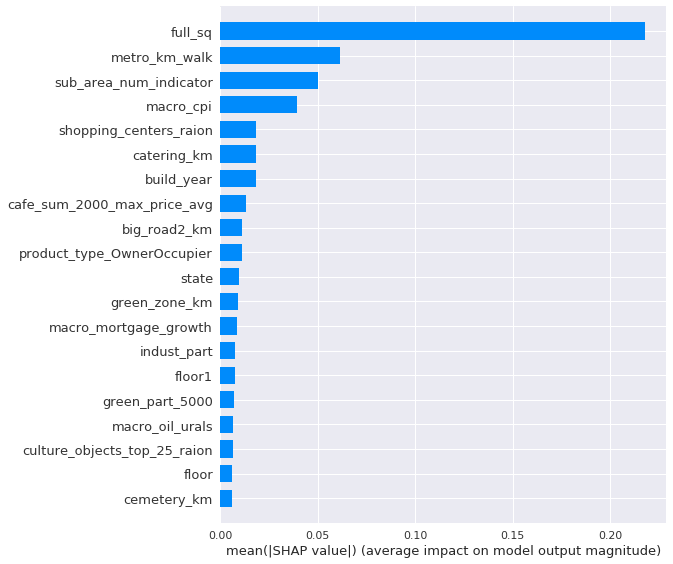 full_sq
metro_km_walk
sub_area_num_indicator
macro_cpi
shopping_centers_raion
catering_km
build_year
cafe_sum_2000_max_price_avg
big_road2_km
product_type_OwnerOccupier
state
green_zone_km
macro_mortgage_growth
indust_part
floor1
green_part_5000
macro_oil_urals
culture_objects_top_25_raion
floor
cemetery_km
0.00 0.05 0.10 0.15 0.20
mean(|SHAP value|) (average impact on model output magnitude)